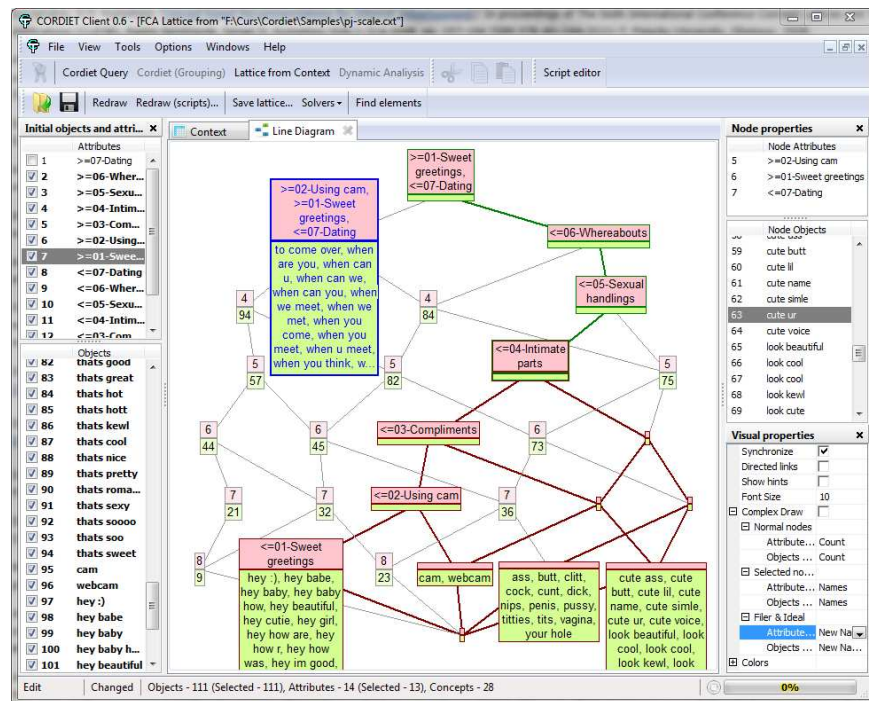 CORDIET Client 0.6 - [FCA Lattice from "F:\Curs\Cordiet\Samples\pj-scale.cxt"]
File View Tools Options Windows Help
Cordiet Query Cordiet (Grouping) Lattice from Context Dynamic Analiysis Script editor
Redraw Redraw (scripts)... Save lattice... Solvers Find elements
Initial objects and attri...
Attributes
1 >=07-Dating
2 >=06-Wher...
3 >=05-Sexu...
4 >=04-Intim...
5 >=03-Com...
6 >=02-Using...
7 >=01-Swee...
8 <=07-Dating
9 <=06-Wher...
10 <=05-Sexu...
11 <=04-Intim...
12 <=03-Com
Objects
82 thats good
83 thats great
84 thats hot
85 thats hott
86 thats kewl
87 thats cool
88 thats nice
89 thats pretty
90 thats roma...
91 thats sexy
92 thats soooo
93 thats soo
94 thats sweet
95 cam
96 webcam
97 hey :)
98 hey babe
99 hey baby
100 hey baby h...
101 hey beautiful
Context
Line Diagram
>=01-Sweet
greetings,
<=07-Dating
>=02-Using cam,
>=01-Sweet
greetings,
<=07-Dating
to come over, when
are you, when can
u, when can we,
when can you, when
we meet, when we
met, when you
come, when you
meet, when u meet,
when you think, w...
<=06-Whereabouts
<=05-Sexual
handlings
4
94
4
84
<=04-Intimate
parts
5
57
5
82
5
75
<=03-Compliments
6
44
6
45
6
73
<=02-Using cam
7
21
7
32
7
36
<=01-Sweet
greetings
hey :), hey babe,
hey baby, hey baby
how, hey beautiful,
hey cutie, hey girl,
hey how are, hey
how r, hey how
was, hey im good,
8
9
8
23
cam, webcam
ass, butt, clitt,
cock, cunt, dick,
nips, penis, pussy,
titties, tits, vagina,
your hole
cute ass, cute
butt, cute lil, cute
name, cute simle,
cute ur, cute voice,
look beautiful, look
cool, look cool,
look kewl, look
Node properties
Node Attributes
5 >=02-Using cam
6 >=01-Sweet greetings
7 <=07-Dating
Node Objects
58 cute ass
59 cute butt
60 cute lil
61 cute name
62 cute simle
63 cute ur
64 cute voice
65 look beautiful
66 look cool
67 look cool
68 look kewl
69 look cute
Visual properties
Synchronize
Directed links
Show hints
Font Size 10
Complex Draw
Normal nodes
Attribute... Count
Objects ... Count
Selected no...
Attribute... Names
Objects ... Names
Filer & Ideal
Attribute... New Na
Objects ... New Na...
Colors
Edit Changed Objects - 111 (Selected - 111), Attributes - 14 (Selected - 13), Concepts - 28 0%